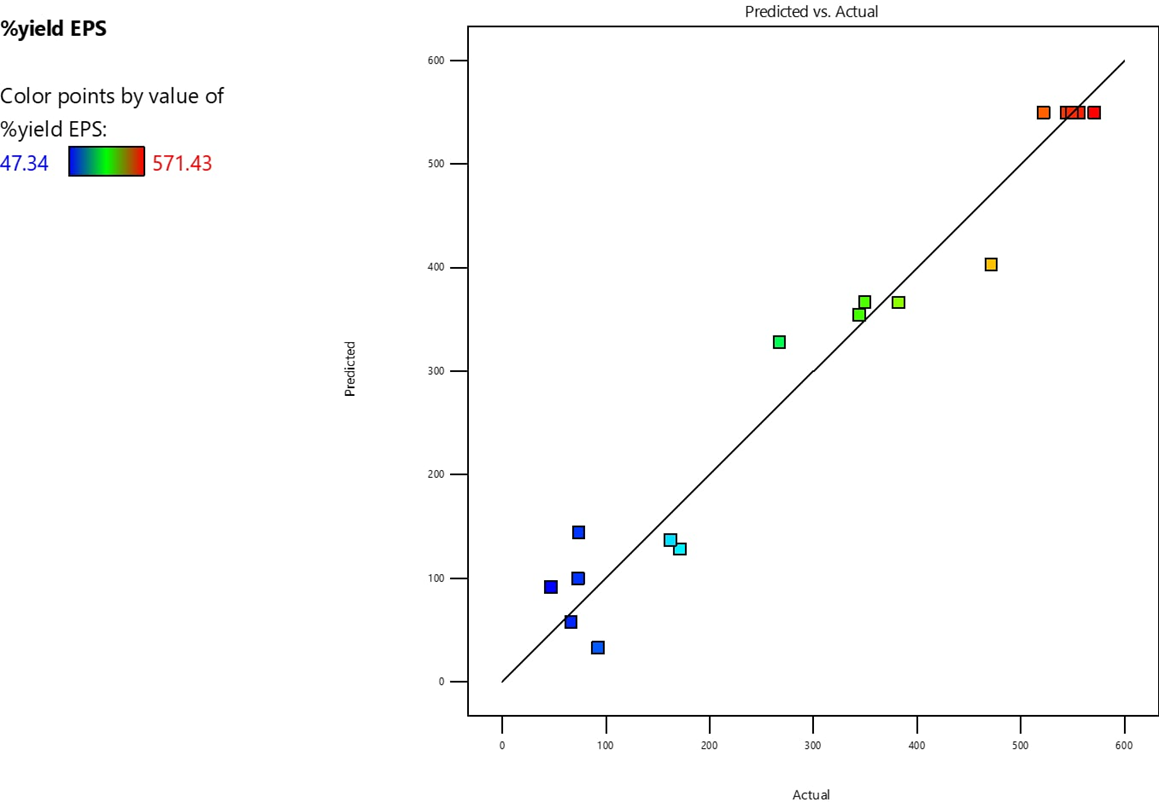 %yield EPS
Color points by value of
%yield EPS:
47.34 571.43
Predicted vs. Actual
600
500
400
300
200
100
0
Predicted
0 100 200 300 400 500 600
Actual